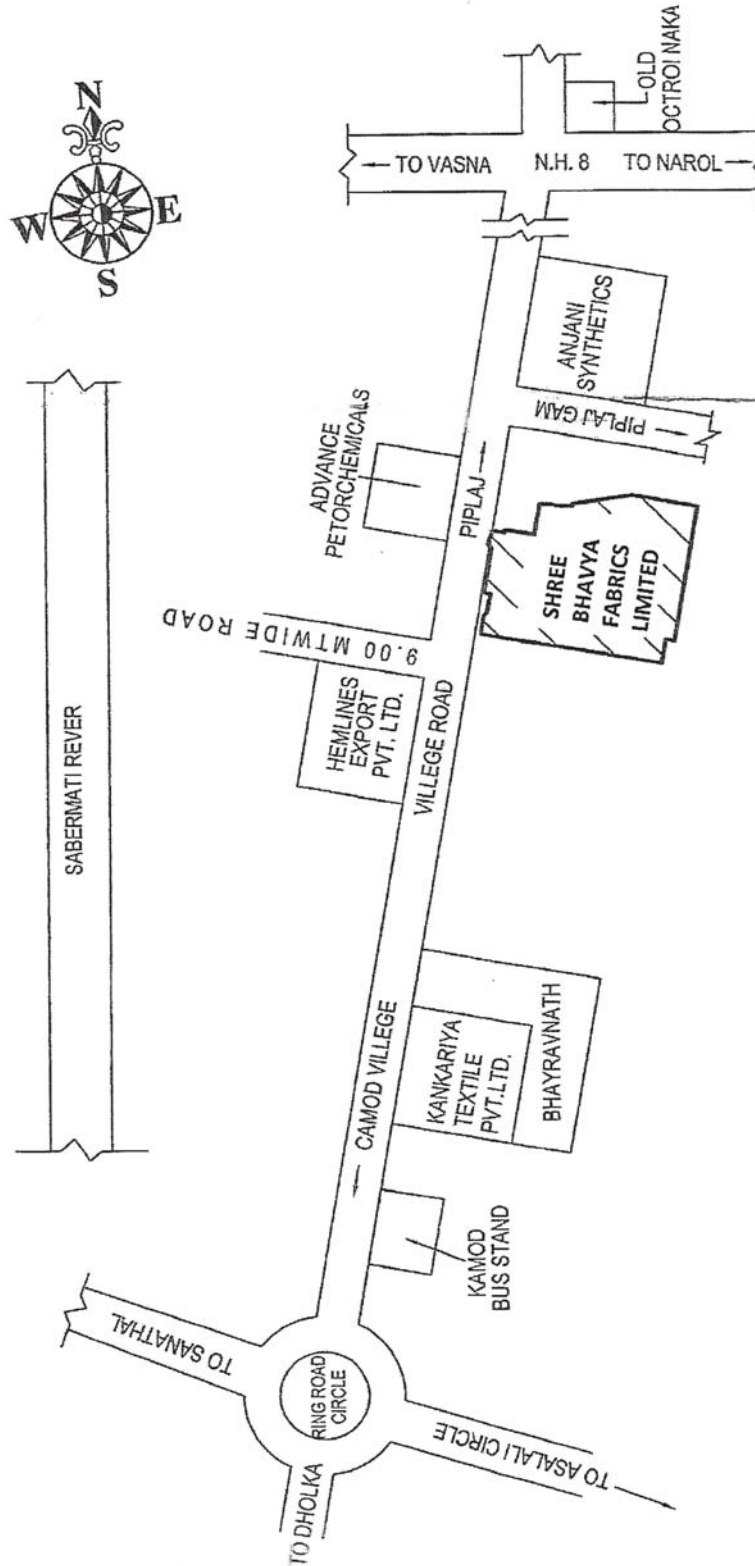 N
W
E
S
SABERMATI REVER
TO VASNA
N.H. 8
TO NAROL
OLD
OCTROI NAKA
ANJANI
SYNTHETICS
PIPLAJ GAM
ADVANCE
PETORCHEMICALS
PIPLAJ
SHREE
BHAVYA
FABRICS
LIMITED
9.00 MTWIDE ROAD
HEMLINES
EXPORT
PVT. LTD.
VILLEGE ROAD
CAMOD VILLEGE
KANKARIYA
TEXTILE
PVT.LTD.
BHAYRAVNATH
KAMOD
BUS STAND
TO SANATHAL
RING ROAD
CIRCLE
TO DHOLKA
TO ASALALI CIRCLE